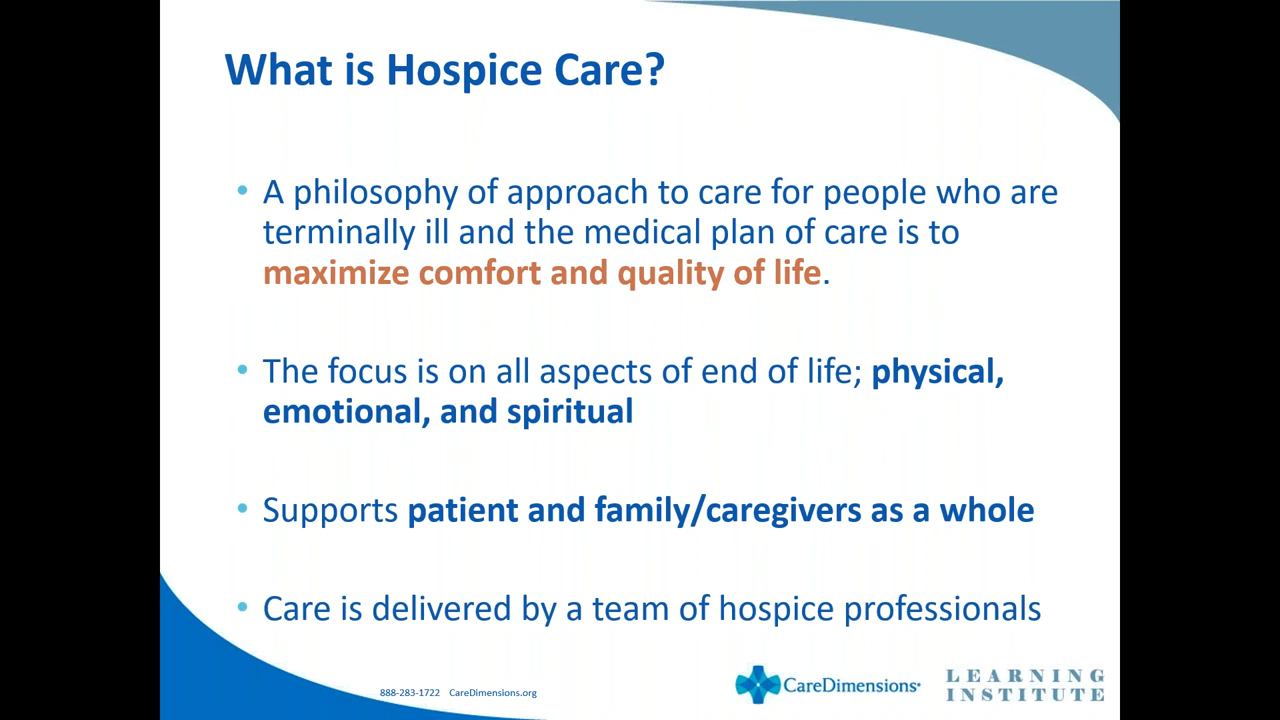 What is Hospice Care?
• A philosophy of approach to care for people who are
terminally ill and the medical plan of care is to
maximize comfort and quality of life.
• The focus is on all aspects of end of life; physical,
emotional, and spiritual
• Supports patient and family/caregivers as a whole
• Care is delivered by a team of hospice professionals
888-283-1722 CareDimensions.org
CareDimensions
LEARNING
INSTITUTE